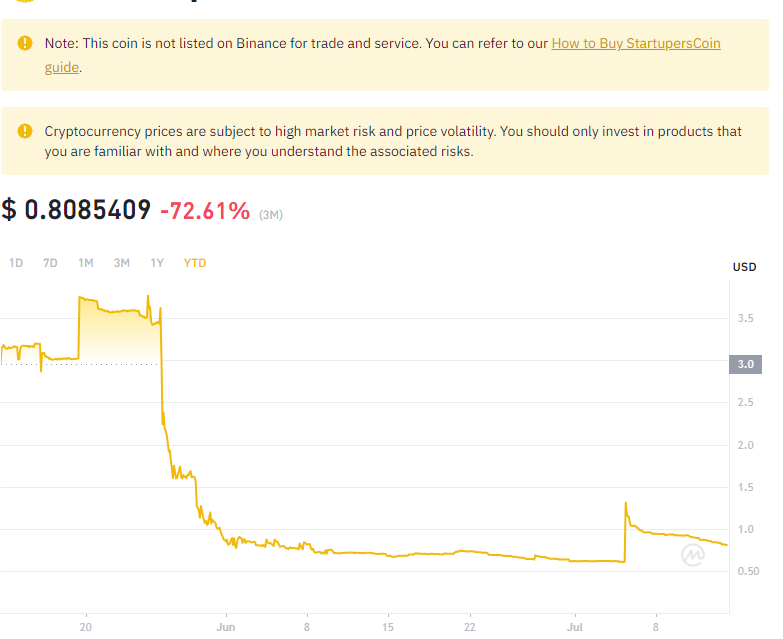 Note: This coin is not listed on Binance for trade and service. You can refer to our How to Buy StartupersCoin
guide.
Cryptocurrency prices are subject to high market risk and price volatility. You should only invest in products that
you are familiar with and where you understand the associated risks.
$ 0.8085409 -72.61% (3M)
1D 7D 1M 3M 1Y YTD
USD
3.5
3.0
2.5
2.0
1.5
1.0
0.50
20 Jun 8 15 22 Jul 8